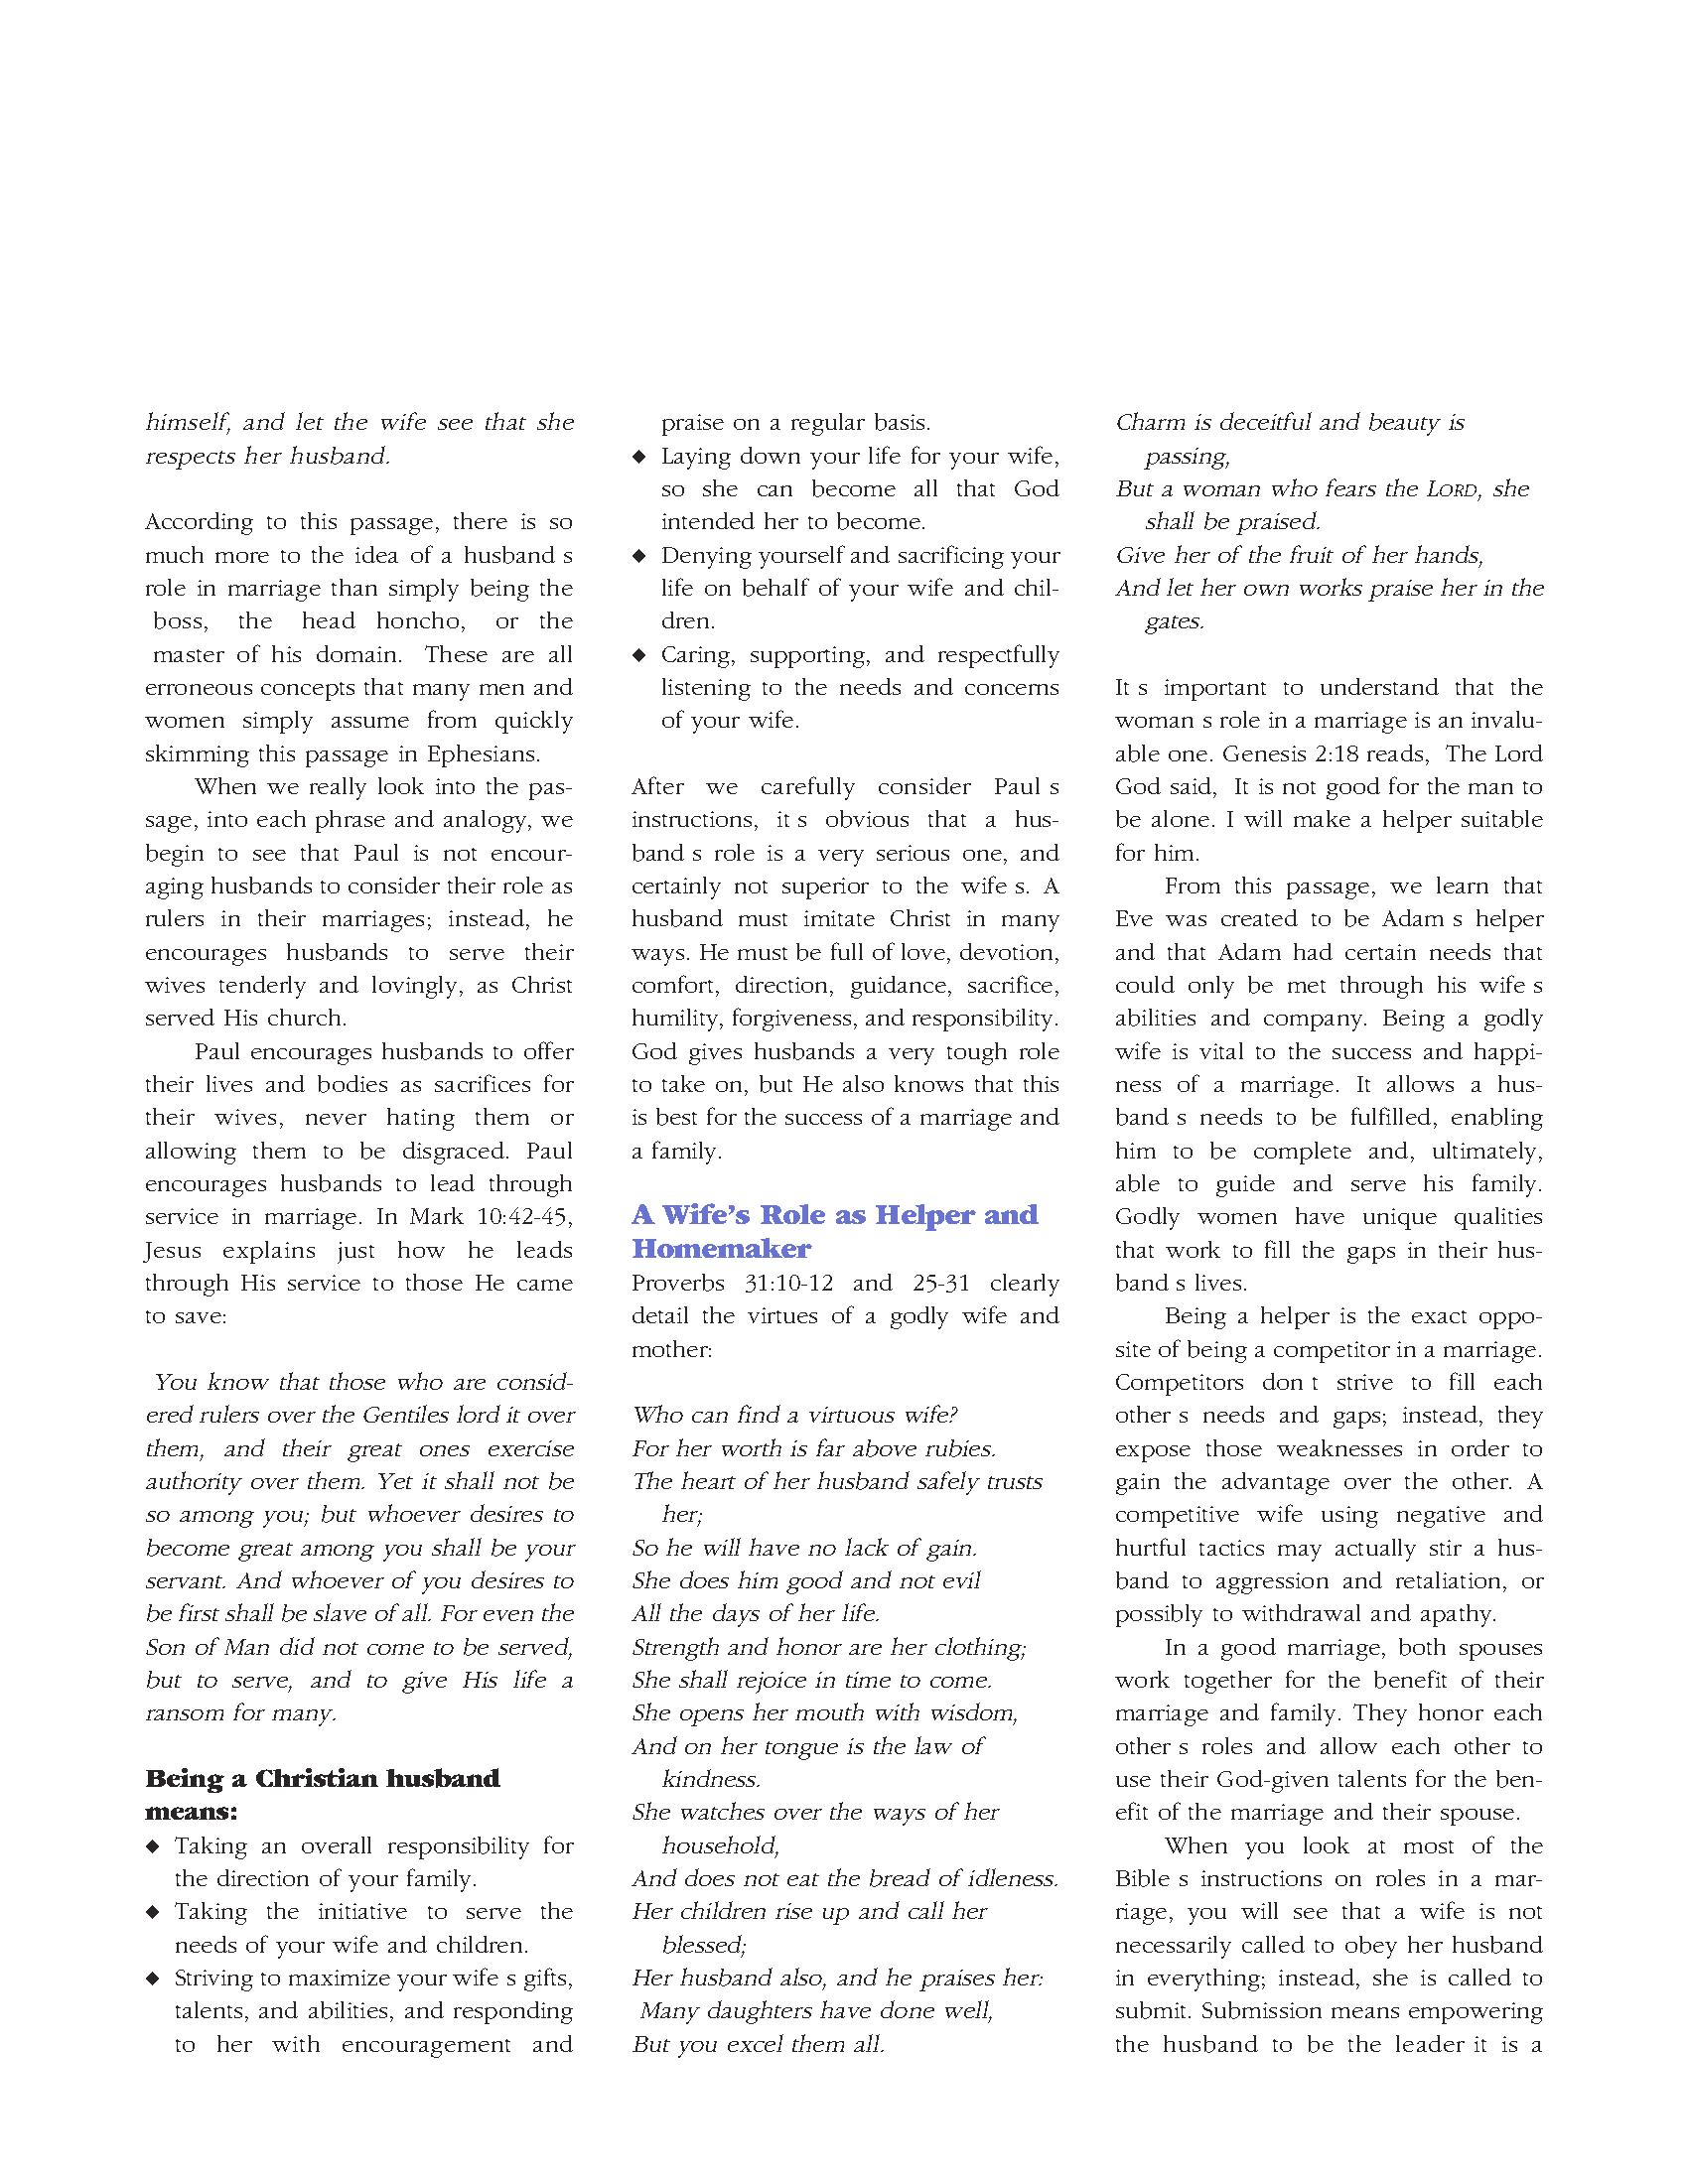 himself, and let the wife see that she
respects her husband.
According to this passage, there is so
much more to the idea of a husband s
role in marriage than simply being the
boss, the head honcho, or the
master of his domain. These are all
erroneous concepts that many men and
women simply assume from quickly
skimming this passage in Ephesians.
When we really look into the pas-
sage, into each phrase and analogy, we
begin to see that Paul is not encour-
aging husbands to consider their role as
rulers in their marriages; instead, he
encourages husbands to serve their
wives tenderly and lovingly, as Christ
served His church.
Paul encourages husbands to offer
their lives and bodies as sacrifices for
their wives, never hating them or
allowing them to be disgraced. Paul
encourages husbands to lead through
service in marriage. In Mark 10:42-45,
Jesus explains just how he leads
through His service to those He came
to save:
You know that those who are consid-
ered rulers over the Gentiles lord it over
them, and their great ones exercise
authority over them. Yet it shall not be
so among you; but whoever desires to
become great among you shall be your
servant. And whoever of you desires to
be first shall be slave of all. For even the
Son of Man did not come to be served,
but to serve, and to give His life a
ransom for many.
Being a Christian husband
means:
◆ Taking an overall responsibility for
the direction of your family.
◆ Taking the initiative to serve the
needs of your wife and children.
◆ Striving to maximize your wife s gifts,
talents, and abilities, and responding
to her with encouragement and
praise on a regular basis.
◆ Laying down your life for your wife,
so she can become all that God
intended her to become.
◆ Denying yourself and sacrificing your
life on behalf of your wife and chil-
dren.
◆ Caring, supporting, and respectfully
listening to the needs and concerns
of your wife.
After we carefully consider Paul s
instructions, it s obvious that a hus-
band s role is a very serious one, and
certainly not superior to the wife s. A
husband must imitate Christ in many
ways. He must be full of love, devotion,
comfort, direction, guidance, sacrifice,
humility, forgiveness, and responsibility.
God gives husbands a very tough role
to take on, but He also knows that this
is best for the success of a marriage and
a family.
A Wife’s Role as Helper and
Homemaker
Proverbs 31:10-12 and 25-31 clearly
detail the virtues of a godly wife and
mother:
Who can find a virtuous wife?
For her worth is far above rubies.
The heart of her husband safely trusts
her;
So he will have no lack of gain.
She does him good and not evil
All the days of her life.
Strength and honor are her clothing;
She shall rejoice in time to come.
She opens her mouth with wisdom,
And on her tongue is the law of
kindness.
She watches over the ways of her
household,
And does not eat the bread of idleness.
Her children rise up and call her
blessed;
Her husband also, and he praises her:
Many daughters have done well,
But you excel them all.
Charm is deceitful and beauty is
passing,
But a woman who fears the LORD, she
shall be praised.
Give her of the fruit of her hands,
And let her own works praise her in the
gates.
It s important to understand that the
woman s role in a marriage is an invalu-
able one. Genesis 2:18 reads, The Lord
God said, It is not good for the man to
be alone. I will make a helper suitable
for him.
From this passage, we learn that
Eve was created to be Adam s helper
and that Adam had certain needs that
could only be met through his wife s
abilities and company. Being a godly
wife is vital to the success and happi-
ness of a marriage. It allows a hus-
band s needs to be fulfilled, enabling
him to be complete and, ultimately,
able to guide and serve his family.
Godly women have unique qualities
that work to fill the gaps in their hus-
band s lives.
Being a helper is the exact oppo-
site of being a competitor in a marriage.
Competitors don t strive to fill each
other s needs and gaps; instead, they
expose those weaknesses in order to
gain the advantage over the other. A
competitive wife using negative and
hurtful tactics may actually stir a hus-
band to aggression and retaliation, or
possibly to withdrawal and apathy.
In a good marriage, both spouses
work together for the benefit of their
marriage and family. They honor each
other s roles and allow each other to
use their God-given talents for the ben-
efit of the marriage and their spouse.
When you look at most of the
Bible s instructions on roles in a mar-
riage, you will see that a wife is not
necessarily called to obey her husband
in everything; instead, she is called to
submit. Submission means empowering
the husband to be the leader it is a